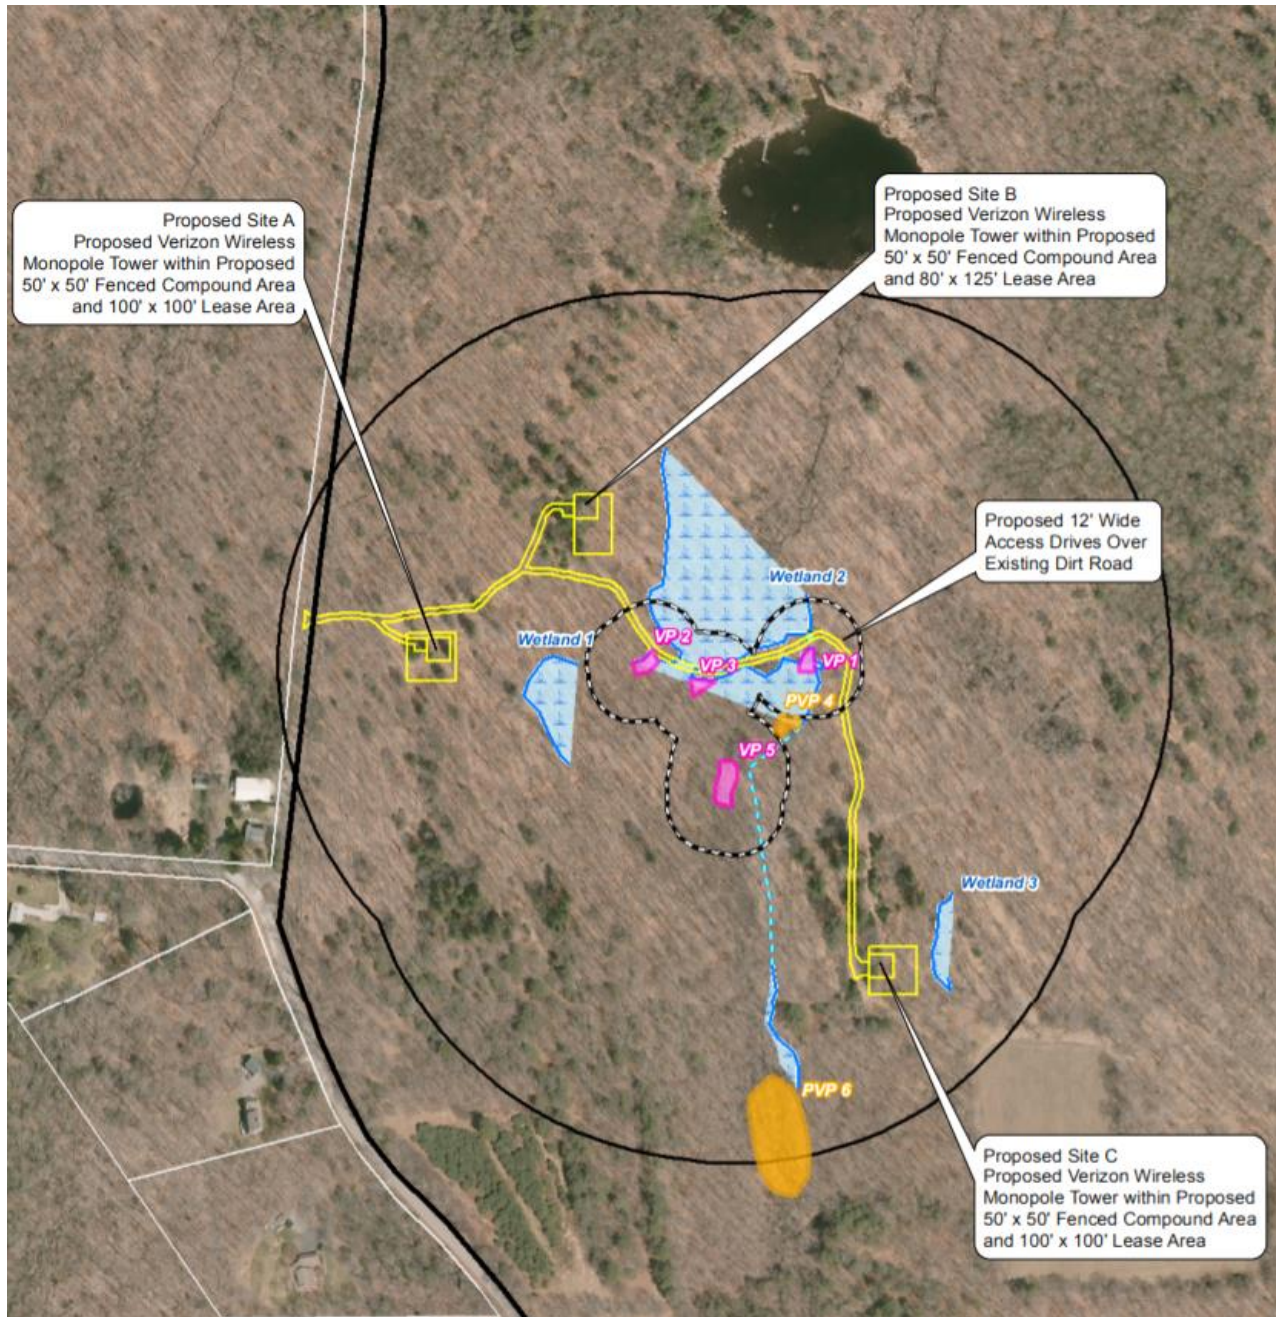 Proposed Site A
Proposed Verizon Wireless
Monopole Tower within Proposed
50' x 50' Fenced Compound Area
and 100' x 100' Lease Area
Proposed Site B
Proposed Verizon Wireless
Monopole Tower within Proposed
50' x 50' Fenced Compound Area
and 80' x 125' Lease Area
Proposed 12' Wide
Access Drives Over
Existing Dirt Road
Wetland 2
Wetland 1
VP 2
VP 3
VP 1
PVP 4
VP 5
Wetland 3
PVP 6
Proposed Site C
Proposed Verizon Wireless
Monopole Tower within Proposed
50' x 50' Fenced Compound Area
and 100' x 100' Lease Area